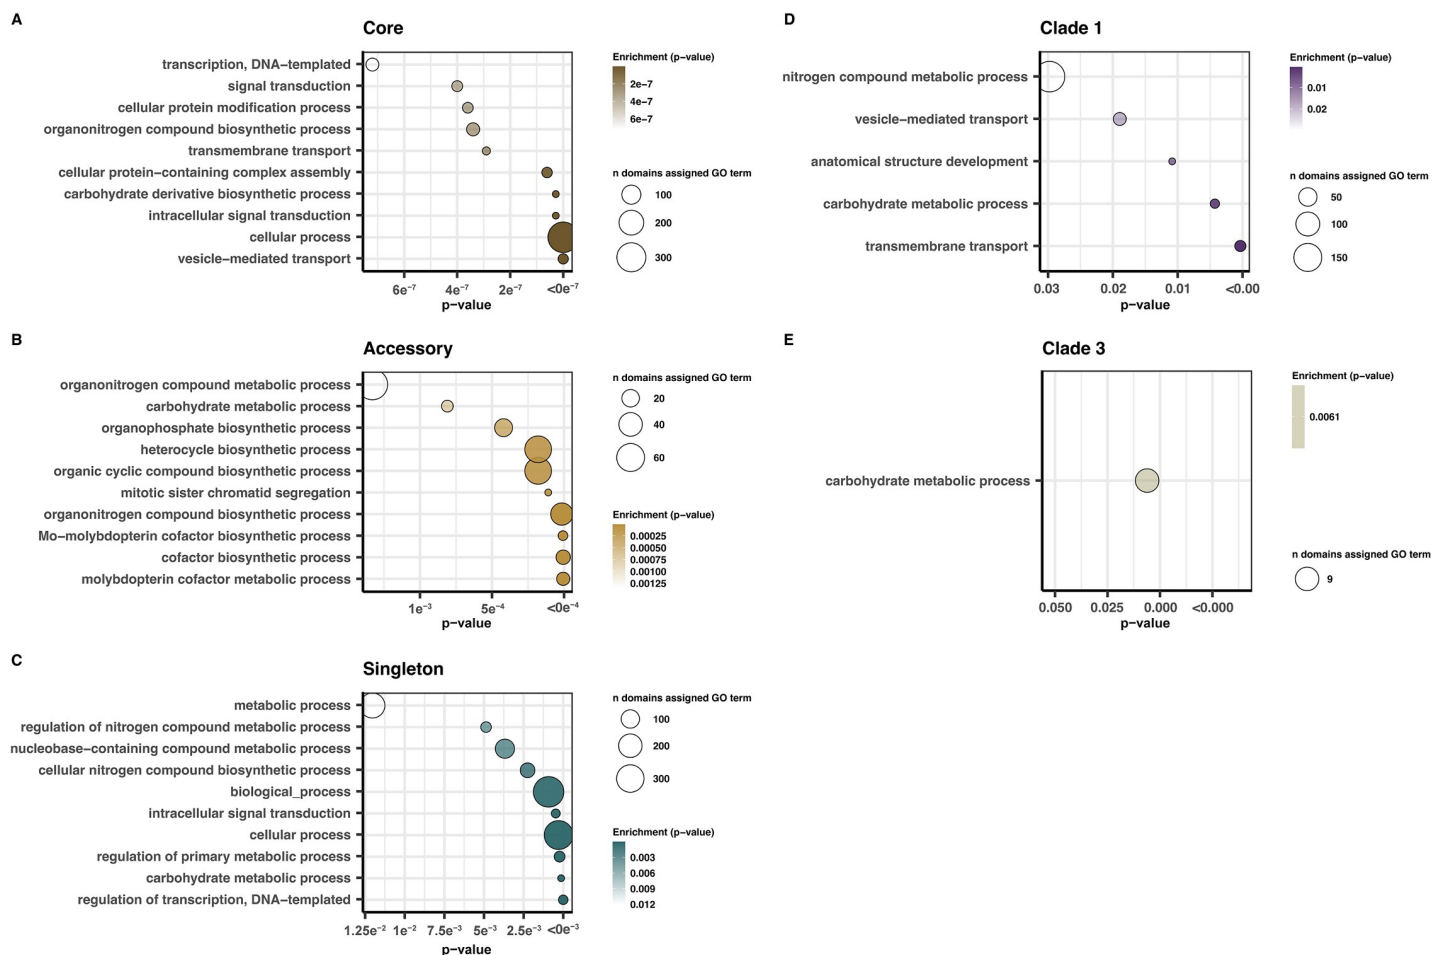 A
Core
transcription, DNA−templated
signal transduction
cellular protein modification process
organonitrogen compound biosynthetic process
transmembrane transport
cellular protein−containing complex assembly
carbohydrate derivative biosynthetic process
intracellular signal transduction
cellular process
vesicle−mediated transport
6e⁻⁷ 4e⁻⁷ 2e⁻⁷ <0e⁻⁷
p−value
Enrichment (p−value)
2e−7
4e−7
6e−7
n domains assigned GO term
100
200
300
B
Accessory
organonitrogen compound metabolic process
carbohydrate metabolic process
organophosphate biosynthetic process
heterocycle biosynthetic process
organic cyclic compound biosynthetic process
mitotic sister chromatid segregation
organonitrogen compound biosynthetic process
Mo−molybdopterin cofactor biosynthetic process
cofactor biosynthetic process
molybdopterin cofactor metabolic process
1e⁻³ 5e⁻⁴ <0e⁻⁴
p−value
n domains assigned GO term
20
40
60
Enrichment (p−value)
0.00025
0.00050
0.00075
0.00100
0.00125
C
Singleton
metabolic process
regulation of nitrogen compound metabolic process
nucleobase−containing compound metabolic process
cellular nitrogen compound biosynthetic process
biological_process
intracellular signal transduction
cellular process
regulation of primary metabolic process
carbohydrate metabolic process
regulation of transcription, DNA−templated
1.25e⁻² 1e⁻² 7.5e⁻³ 5e⁻³ 2.5e⁻³ <0e⁻³
p−value
n domains assigned GO term
100
200
300
Enrichment (p−value)
0.003
0.006
0.009
0.012
D
Clade 1
nitrogen compound metabolic process
vesicle−mediated transport
anatomical structure development
carbohydrate metabolic process
transmembrane transport
0.03 0.02 0.01 <0.00
p−value
Enrichment (p−value)
0.01
0.02
n domains assigned GO term
50
100
150
E
Clade 3
carbohydrate metabolic process
0.050 0.025 0.000 <0.000
p−value
Enrichment (p−value)
0.0061
n domains assigned GO term
9